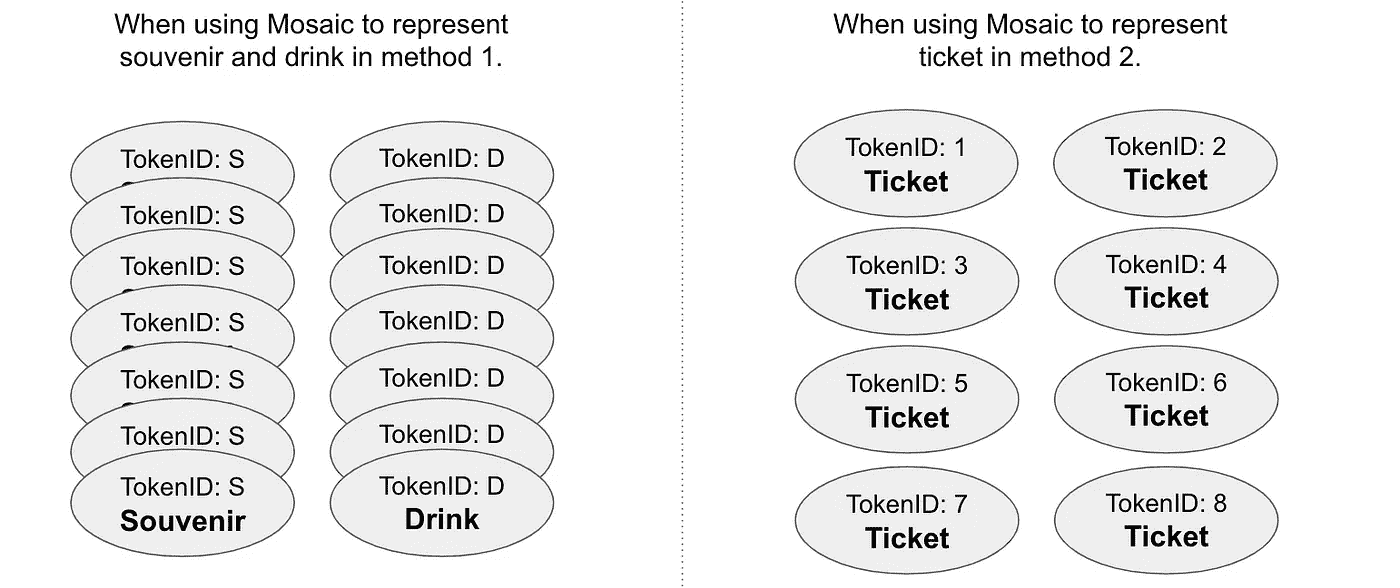 When using Mosaic to represent
souvenir and drink in method 1.
TokenID: S
TokenID: S
TokenID: S
TokenID: S
TokenID: S
TokenID: S
TokenID: S
Souvenir
TokenID: D
TokenID: D
TokenID: D
TokenID: D
TokenID: D
TokenID: D
TokenID: D
Drink
When using Mosaic to represent
ticket in method 2.
TokenID: 1
Ticket
TokenID: 2
Ticket
TokenID: 3
Ticket
TokenID: 4
Ticket
TokenID: 5
Ticket
TokenID: 6
Ticket
TokenID: 7
Ticket
TokenID: 8
Ticket